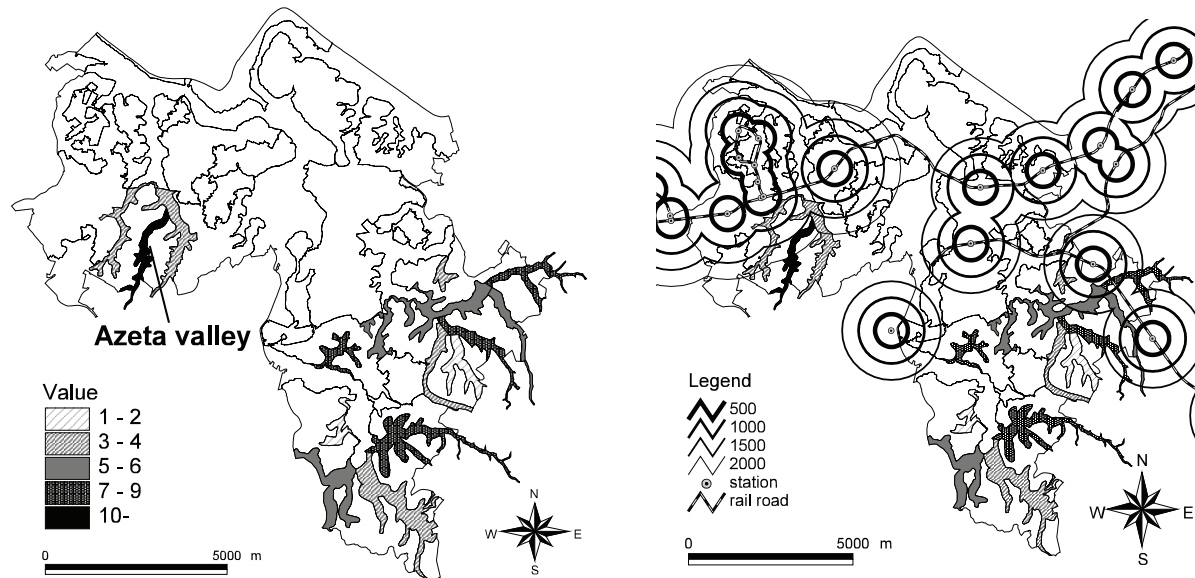 Azeta valley
Value
1 - 2
3 - 4
5 - 6
7 - 9
10-
0 5000 m
N
W E
S
Legend
500
1000
1500
2000
station
rail road
0 5000 m
N
W E
S